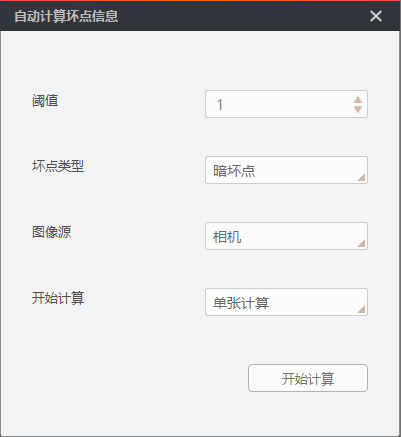 自动计算坏点信息
阈值 1
坏点类型 暗坏点
图像源 相机
开始计算 单张计算
开始计算